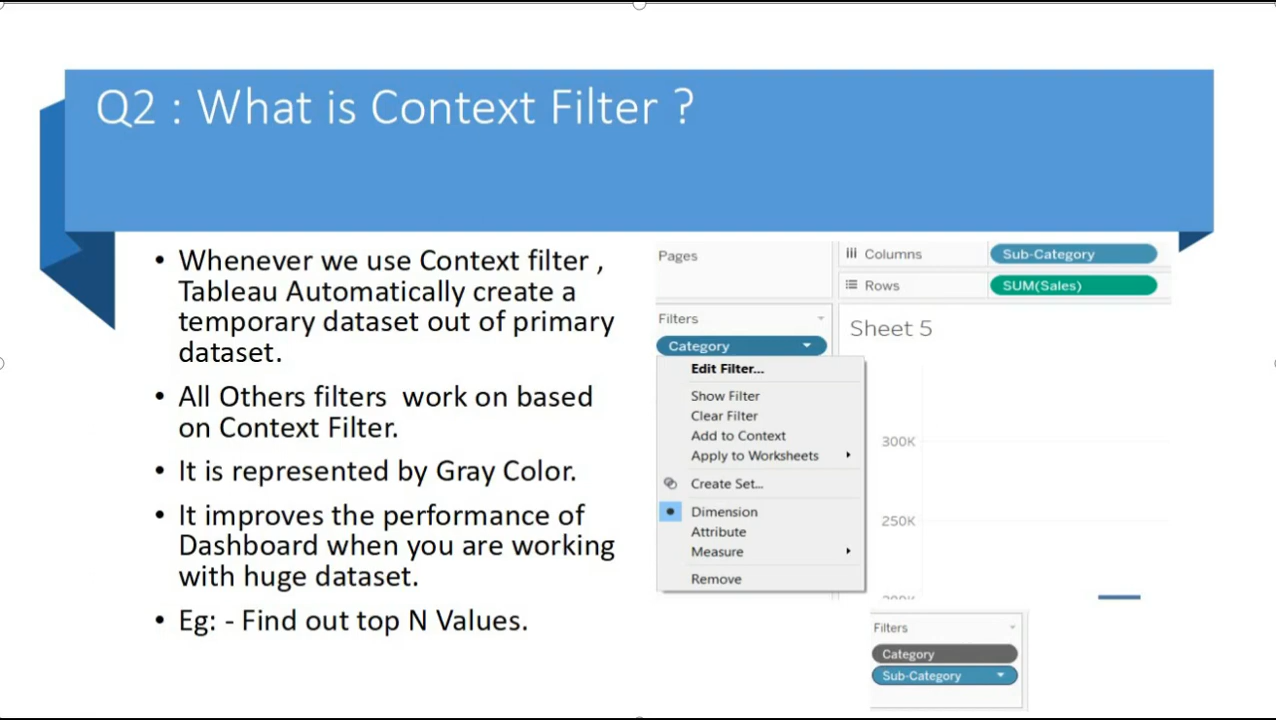 Q2 : What is Context Filter ?
• Whenever we use Context filter ,
Tableau Automatically create a
temporary dataset out of primary
dataset.
• All Others filters work on based
on Context Filter.
• It is represented by Gray Color.
• It improves the performance of
Dashboard when you are working
with huge dataset.
• Eg: - Find out top N Values.
Pages
Columns
Sub-Category
Rows
SUM(Sales)
Filters
Category
Sheet 5
Edit Filter...
Show Filter
Clear Filter
Add to Context
Apply to Worksheets
Create Set...
Dimension
Attribute
Measure
Remove
300K
250K
Filters
Category
Sub-Category